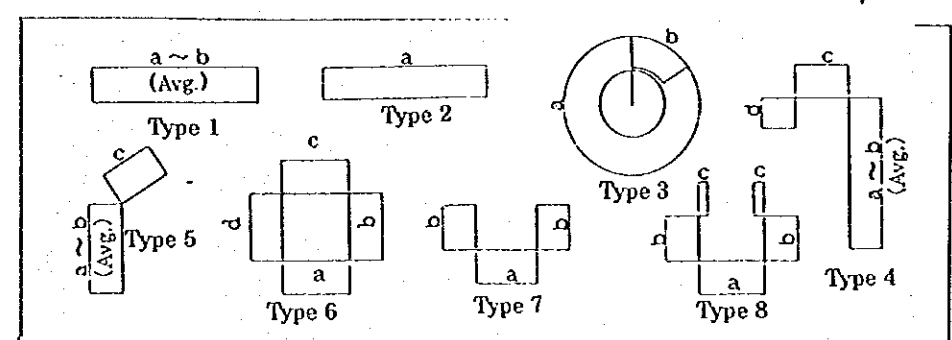 a ~ b
(Avg.)
Type 1
a
Type 2
a
b
Type 3
c
d
a ~ b
(Avg.)
Type 4
c
a ~ b
(Avg.)
Type 5
c
d
b
a
Type 6
b
b
a
Type 7
c
c
b
b
a
Type 8